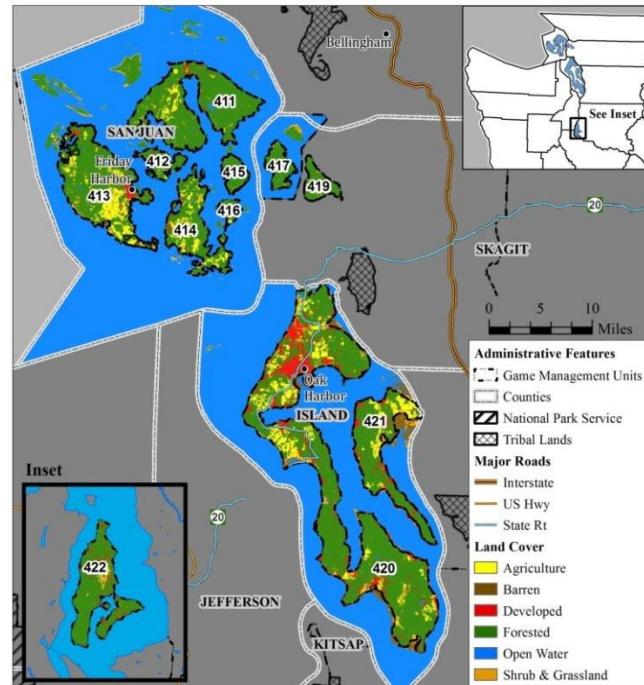 Bellingham
See Inset
411
SAN JUAN
412
Friday
Harbor
413
415
417
419
416
414
20
SKAGIT
0 5 10
Miles
Oak
Harbor
ISLAND
421
420
Inset
422
20
JEFFERSON
KITSAP
Administrative Features
Game Management Units
Counties
National Park Service
Tribal Lands
Major Roads
Interstate
US Hwy
State Rt
Land Cover
Agriculture
Barren
Developed
Forested
Open Water
Shrub & Grassland